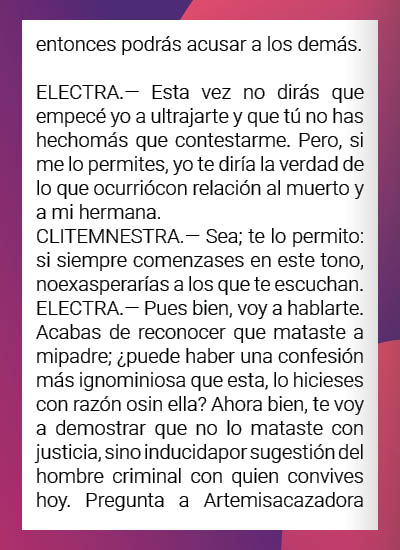 entonces podrás acusar a los demás.
ELECTRA.— Esta vez no dirás que
empecé yo a ultrajarte y que tú no has
hechomás que contestarme. Pero, si
me lo permites, yo te diría la verdad de
lo que ocurriócon relación al muerto y
a mi hermana.
CLITEMNESTRA.— Sea; te lo permito:
si siempre comenzases en este tono,
noexasperarías a los que te escuchan.
ELECTRA.— Pues bien, voy a hablarte.
Acabas de reconocer que mataste a
mipadre; ¿puede haber una confesión
más ignominiosa que esta, lo hicieses
con razón osin ella? Ahora bien, te voy
a demostrar que no lo mataste con
justicia, sino inducidapor sugestión del
hombre criminal con quien convives
hoy. Pregunta a Artemisacazadora